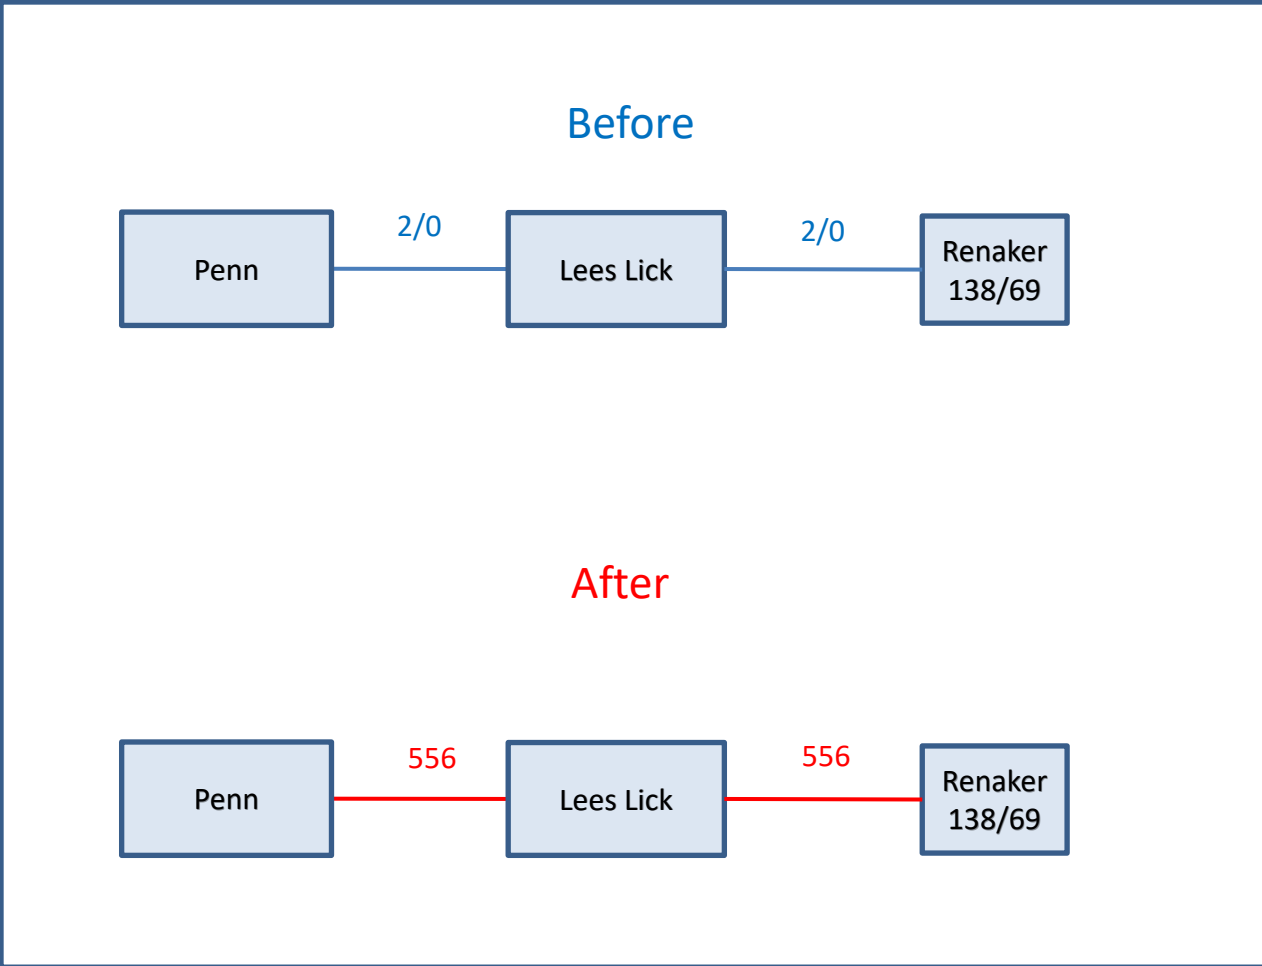 Before
2/0
2/0
Penn
Lees Lick
Renaker
138/69
After
556
556
Penn
Lees Lick
Renaker
138/69